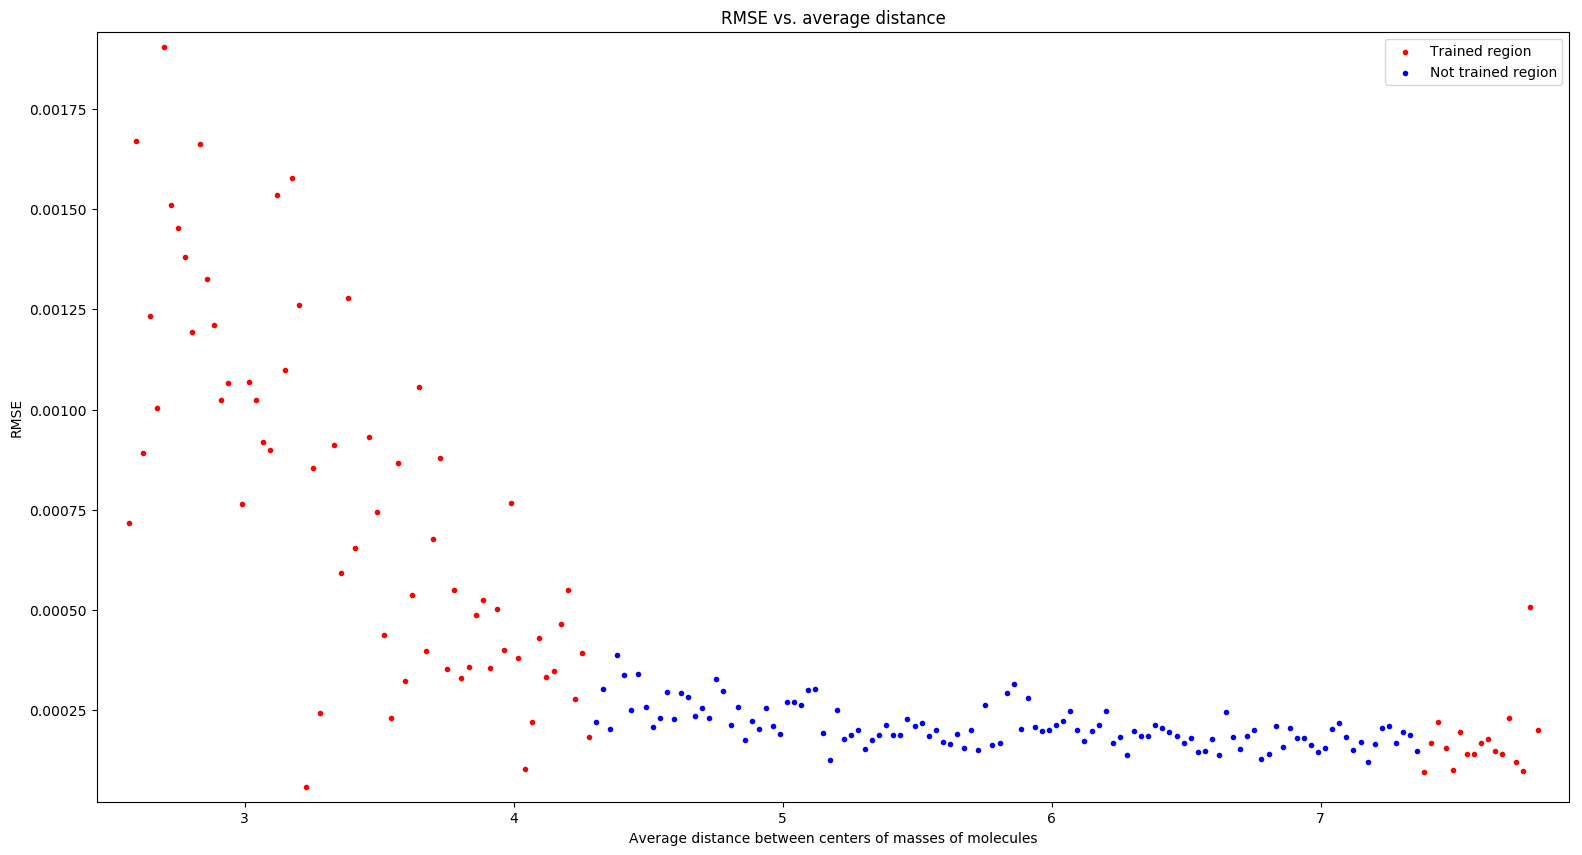 RMSE vs. average distance
Trained region
Not trained region
RMSE
0.00175
0.00150
0.00125
0.00100
0.00075
0.00050
0.00025
3 4 5 6 7
Average distance between centers of masses of molecules